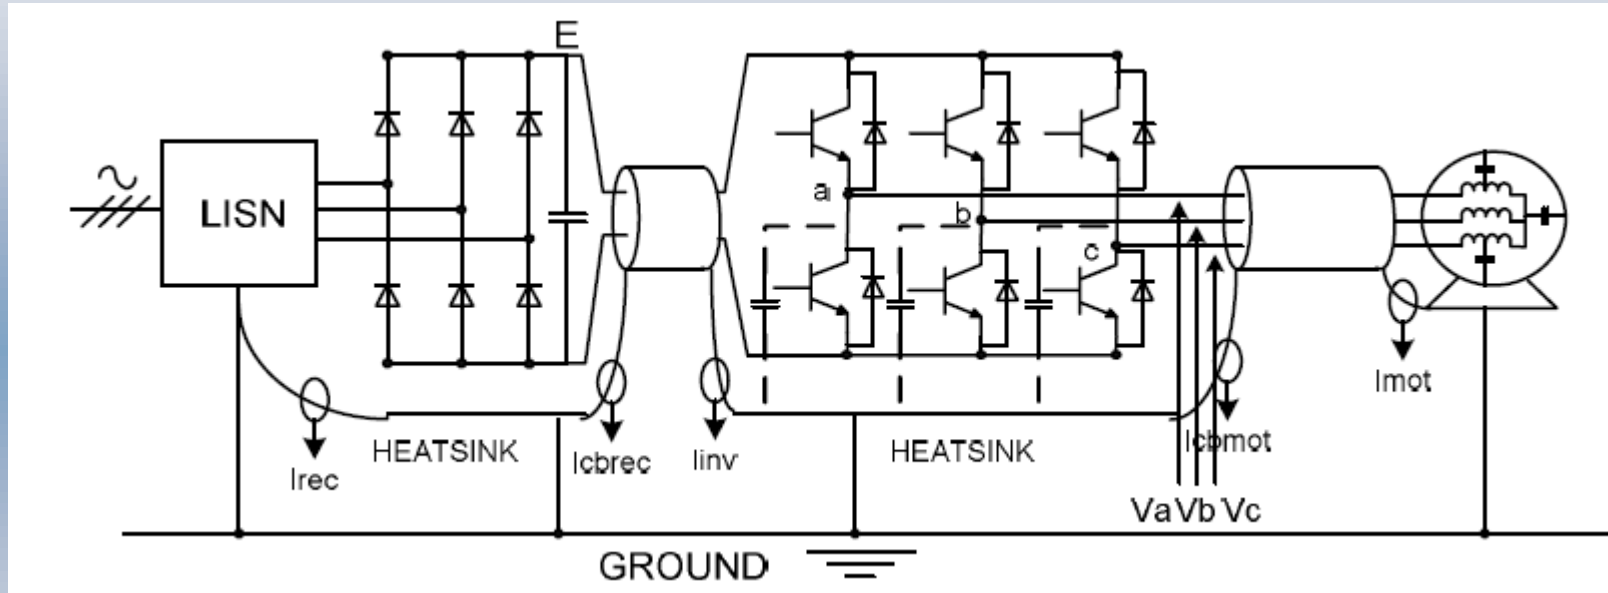 E
LISN
a
b
c
Imot
Icbmot
HEATSINK
HEATSINK
Irec
Icbrec
Iinv
Va Vb Vc
GROUND